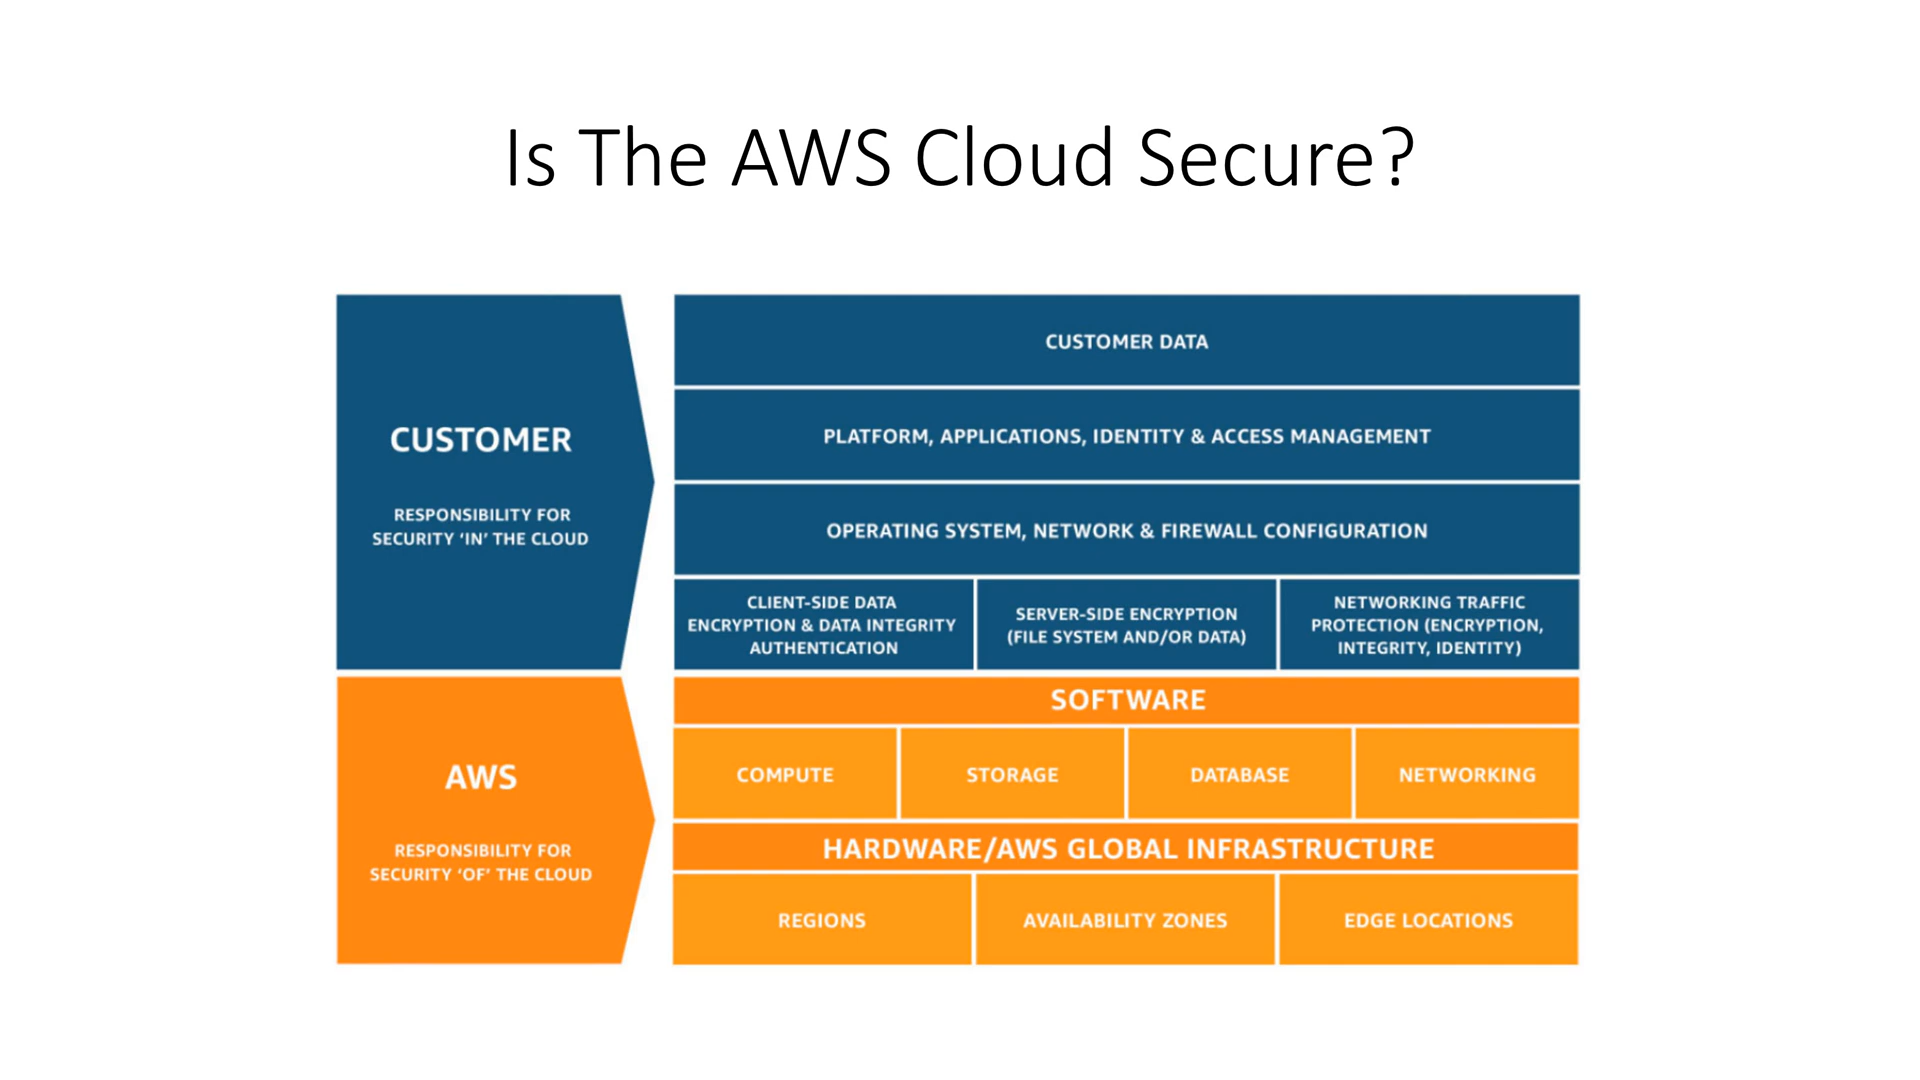 Is The AWS Cloud Secure?
CUSTOMER
RESPONSIBILITY FOR
SECURITY ‘IN’ THE CLOUD
CUSTOMER DATA
PLATFORM, APPLICATIONS, IDENTITY & ACCESS MANAGEMENT
OPERATING SYSTEM, NETWORK & FIREWALL CONFIGURATION
CLIENT-SIDE DATA
ENCRYPTION & DATA INTEGRITY
AUTHENTICATION
SERVER-SIDE ENCRYPTION
(FILE SYSTEM AND/OR DATA)
NETWORKING TRAFFIC
PROTECTION (ENCRYPTION,
INTEGRITY, IDENTITY)
AWS
RESPONSIBILITY FOR
SECURITY ‘OF’ THE CLOUD
SOFTWARE
COMPUTE
STORAGE
DATABASE
NETWORKING
HARDWARE/AWS GLOBAL INFRASTRUCTURE
REGIONS
AVAILABILITY ZONES
EDGE LOCATIONS